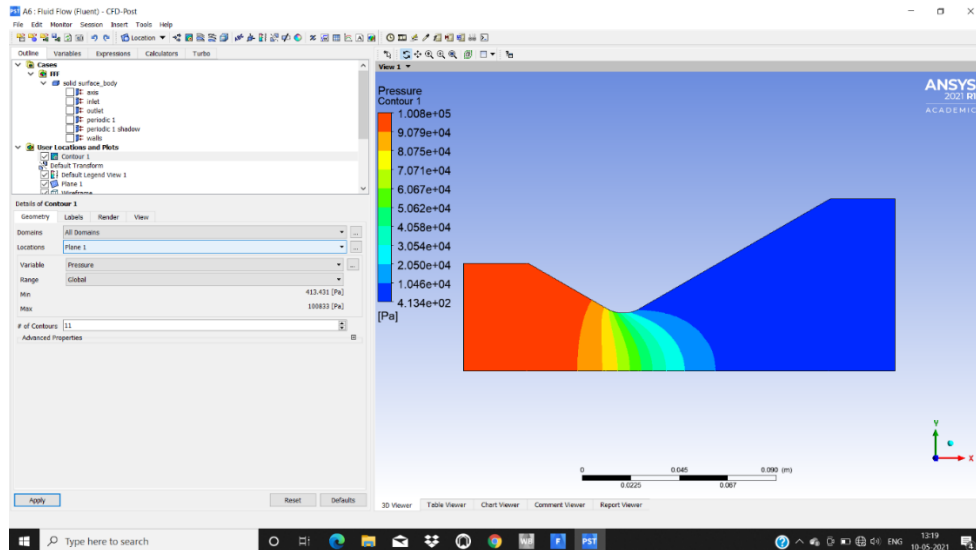 A6 : Fluid Flow (Fluent) - CFD-Post
File Edit Monitor Session Insert Tools Help
Location
Outline Variables Expressions Calculators Turbo
Cases
FFF
solid surface_body
axis
inlet
outlet
periodic 1
periodic 1 shadow
walls
User Locations and Plots
Contour 1
Default Transform
Default Legend View 1
Plane 1
Wireframe
Details of Contour 1
Geometry Labels Render View
Domains All Domains
Locations Plane 1
Variable Pressure
Range Global
Min 413.431 [Pa]
Max 100833 [Pa]
# of Contours 11
Advanced Properties
Apply Reset Defaults
View 1
Pressure
Contour 1
1.008e+05
9.079e+04
8.075e+04
7.071e+04
6.067e+04
5.062e+04
4.058e+04
3.054e+04
2.050e+04
1.046e+04
4.134e+02
[Pa]
ANSYS
2021 R1
ACADEMIC
Y
X
0 0.045 0.090 (m)
0.0225 0.067
3D Viewer Table Viewer Chart Viewer Comment Viewer Report Viewer
Type here to search
WB F PST
ENG
13:19
10-05-2021